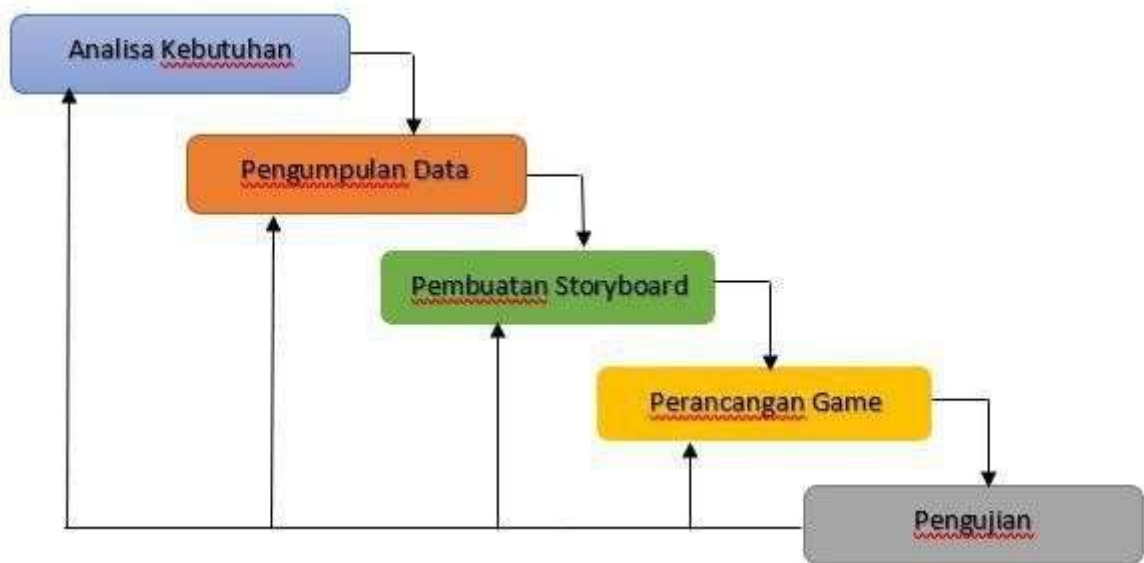 Analisa Kebutuhan
Pengumpulan Data
Pembuatan Storyboard
Perancangan Game
Pengujian